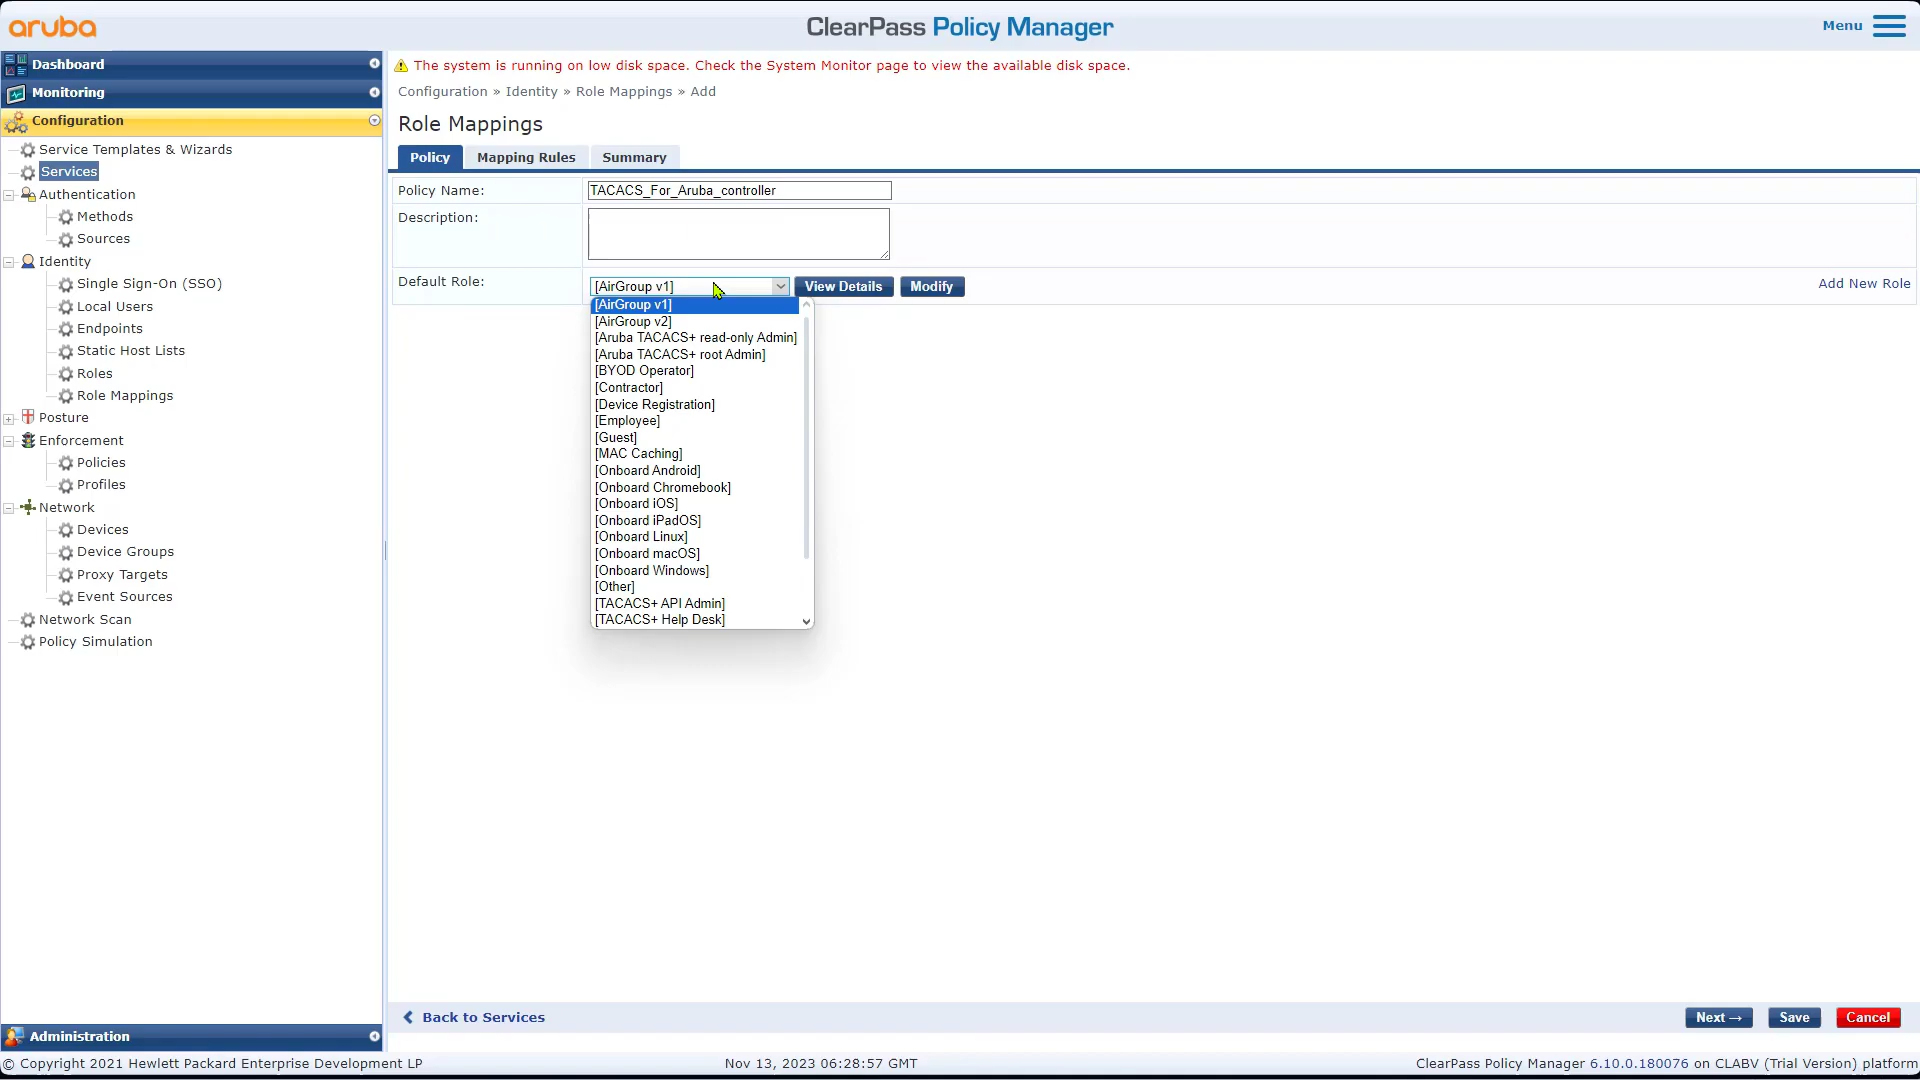 aruba
ClearPass Policy Manager
Menu
Dashboard
Monitoring
Configuration
Service Templates & Wizards
Services
Authentication
Methods
Sources
Identity
Single Sign-On (SSO)
Local Users
Endpoints
Static Host Lists
Roles
Role Mappings
Posture
Enforcement
Policies
Profiles
Network
Devices
Device Groups
Proxy Targets
Event Sources
Network Scan
Policy Simulation
Administration
The system is running on low disk space. Check the System Monitor page to view the available disk space.
Configuration » Identity » Role Mappings » Add
Role Mappings
Policy Mapping Rules Summary
Policy Name: TACACS_For_Aruba_controller
Description:
Default Role: [AirGroup v1] View Details Modify Add New Role
[AirGroup v1]
[AirGroup v2]
[Aruba TACACS+ read-only Admin]
[Aruba TACACS+ root Admin]
[BYOD Operator]
[Contractor]
[Device Registration]
[Employee]
[Guest]
[MAC Caching]
[Onboard Android]
[Onboard Chromebook]
[Onboard iOS]
[Onboard iPadOS]
[Onboard Linux]
[Onboard macOS]
[Onboard Windows]
[Other]
[TACACS+ API Admin]
[TACACS+ Help Desk]
Back to Services Next → Save Cancel
© Copyright 2021 Hewlett Packard Enterprise Development LP Nov 13, 2023 06:28:57 GMT ClearPass Policy Manager 6.10.0.180076 on CLABV (Trial Version) platform